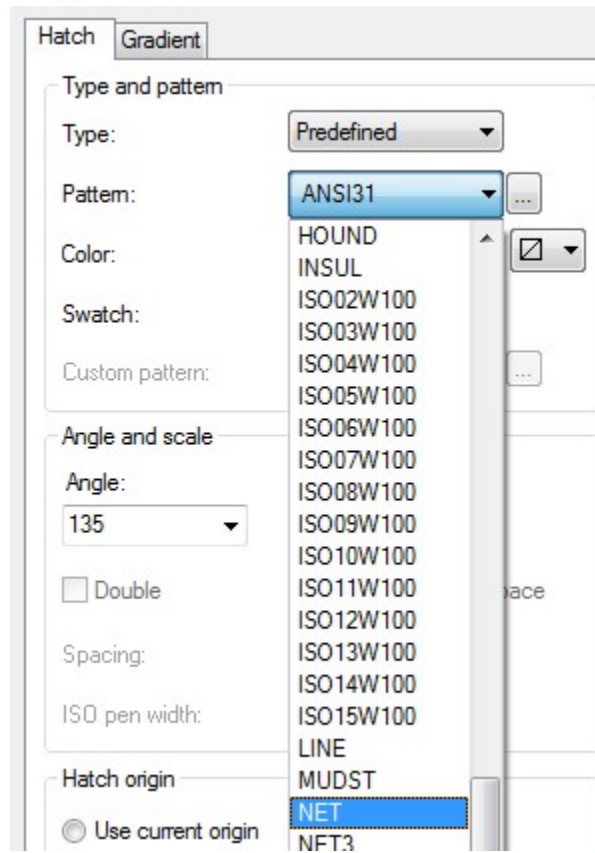 Hatch Gradient
Type and pattern
Type: Predefined
Pattern: ANSI31 ...
HOUND
Color:
INSUL
ISO02W100
Swatch:
ISO03W100
ISO04W100
Custom pattern: ...
ISO05W100
ISO06W100
Angle and scale
ISO07W100
Angle:
ISO08W100
135
ISO09W100
ISO10W100
Double
ISO11W100
ISO12W100
Spacing:
ISO13W100
ISO14W100
ISO pen width:
ISO15W100
LINE
Hatch origin
MUDST
NET
Use current origin
NET3